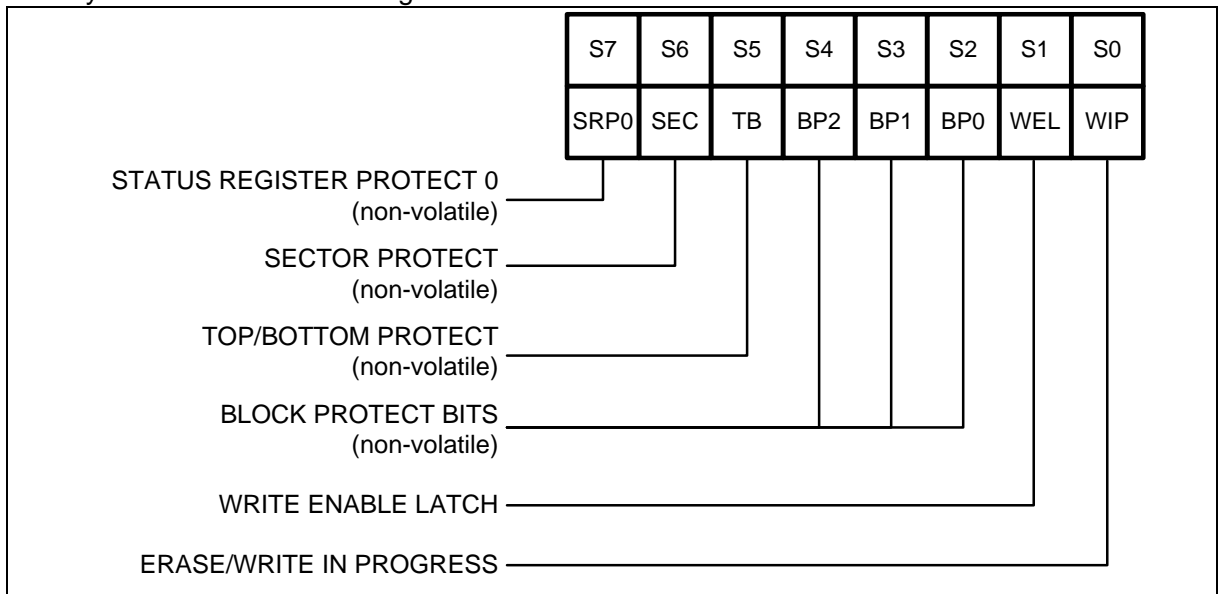 S7 S6 S5 S4 S3 S2 S1 S0
SRP0 SEC TB BP2 BP1 BP0 WEL WIP
STATUS REGISTER PROTECT 0
(non-volatile)
SECTOR PROTECT
(non-volatile)
TOP/BOTTOM PROTECT
(non-volatile)
BLOCK PROTECT BITS
(non-volatile)
WRITE ENABLE LATCH
ERASE/WRITE IN PROGRESS